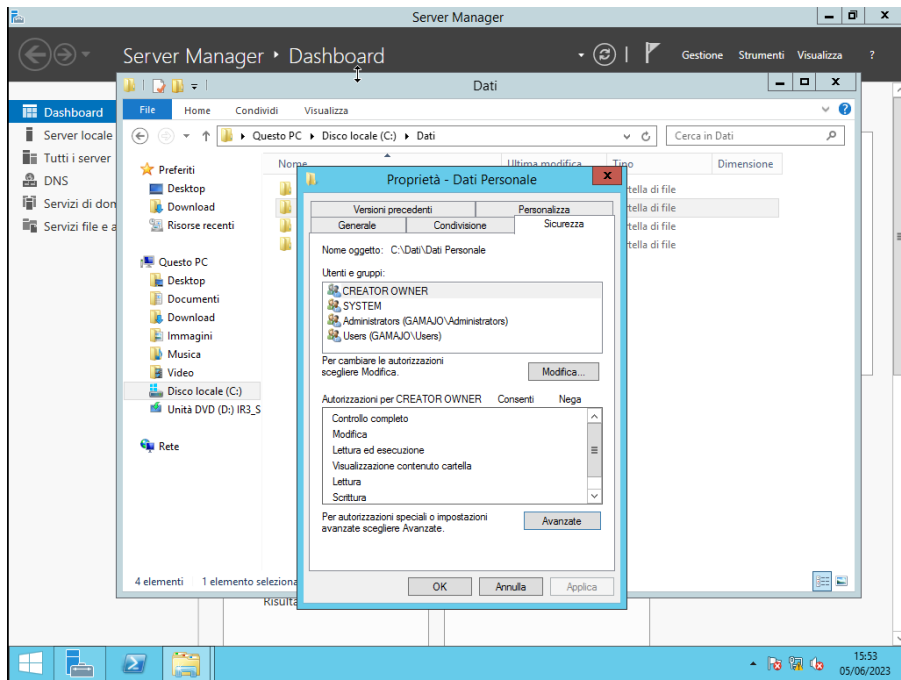 Server Manager
Server Manager • Dashboard
Gestione Strumenti Visualizza ?
Dati
File Home Condividi Visualizza
Questo PC Disco locale (C:) Dati
Cerca in Dati
Dashboard
Server locale
Tutti i server
DNS
Servizi di dom
Servizi file e a
Preferiti
Desktop
Download
Risorse recenti
Questo PC
Desktop
Documenti
Download
Immagini
Musica
Video
Disco locale (C:)
Unità DVD (D:) IR3_S
Rete
Nome Ultima modifica Tipo Dimensione
rtella di file
rtella di file
rtella di file
rtella di file
Proprietà - Dati Personale
Versioni precedenti Personalizza
Generale Condivisione Sicurezza
Nome oggetto: C:\Dati\Dati Personale
Utenti e gruppi:
CREATOR OWNER
SYSTEM
Administrators (GAMAJO\Administrators)
Users (GAMAJO\Users)
Per cambiare le autorizzazioni
scegliere Modifica.
Modifica...
Autorizzazioni per CREATOR OWNER Consenti Nega
Controllo completo
Modifica
Lettura ed esecuzione
Visualizzazione contenuto cartella
Lettura
Scrittura
Per autorizzazioni speciali o impostazioni
avanzate scegliere Avanzate.
Avanzate
OK Annulla Applica
4 elementi 1 elemento seleziona
Risulta
15:53
05/06/2023